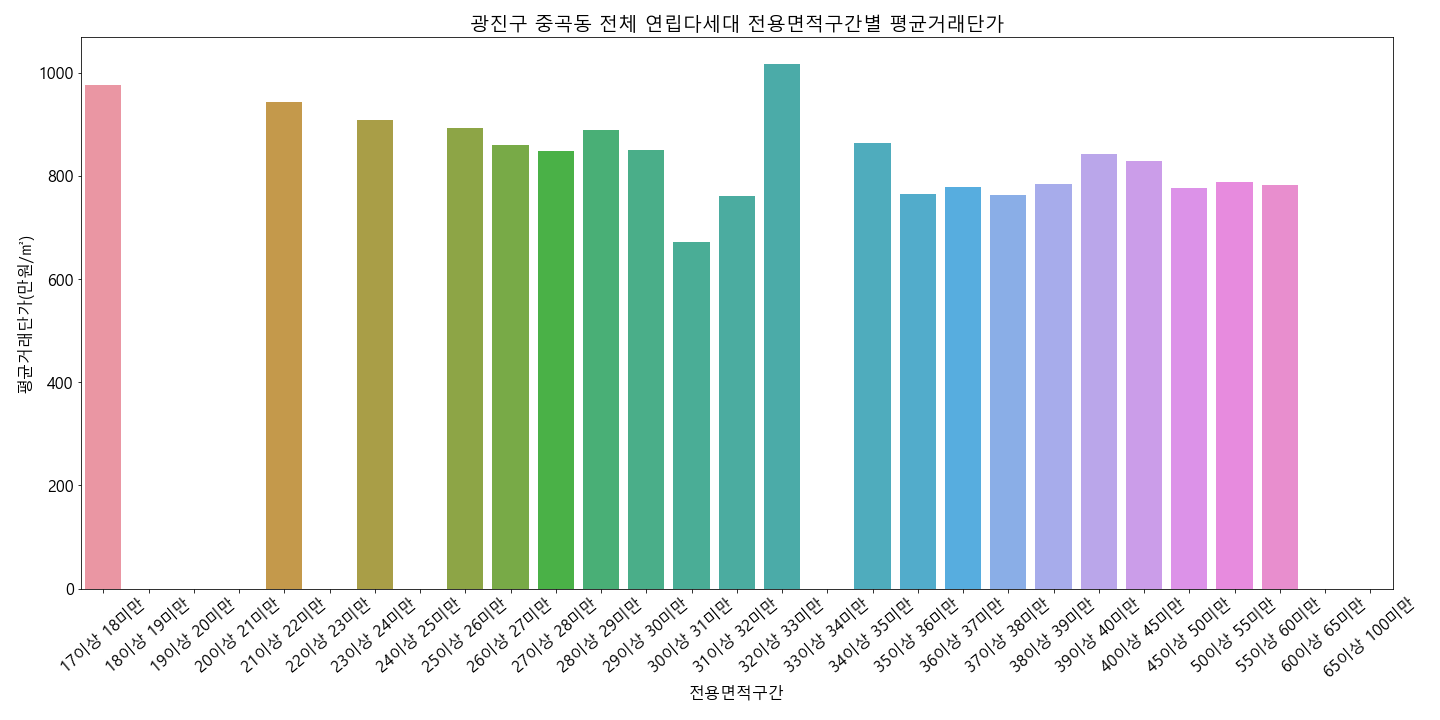 광진구 중곡동 전체 연립다세대 전용면적구간별 평균거래단가
평균거래단가(만원/㎡)
1000
800
600
400
200
0
17이상 18미만
18이상 19미만
19이상 20미만
20이상 21미만
21이상 22미만
22이상 23미만
23이상 24미만
24이상 25미만
25이상 26미만
26이상 27미만
27이상 28미만
28이상 29미만
29이상 30미만
30이상 31미만
31이상 32미만
32이상 33미만
33이상 34미만
34이상 35미만
35이상 36미만
36이상 37미만
37이상 38미만
38이상 39미만
39이상 40미만
40이상 45미만
45이상 50미만
50이상 55미만
55이상 60미만
60이상 65미만
65이상 100미만
전용면적구간